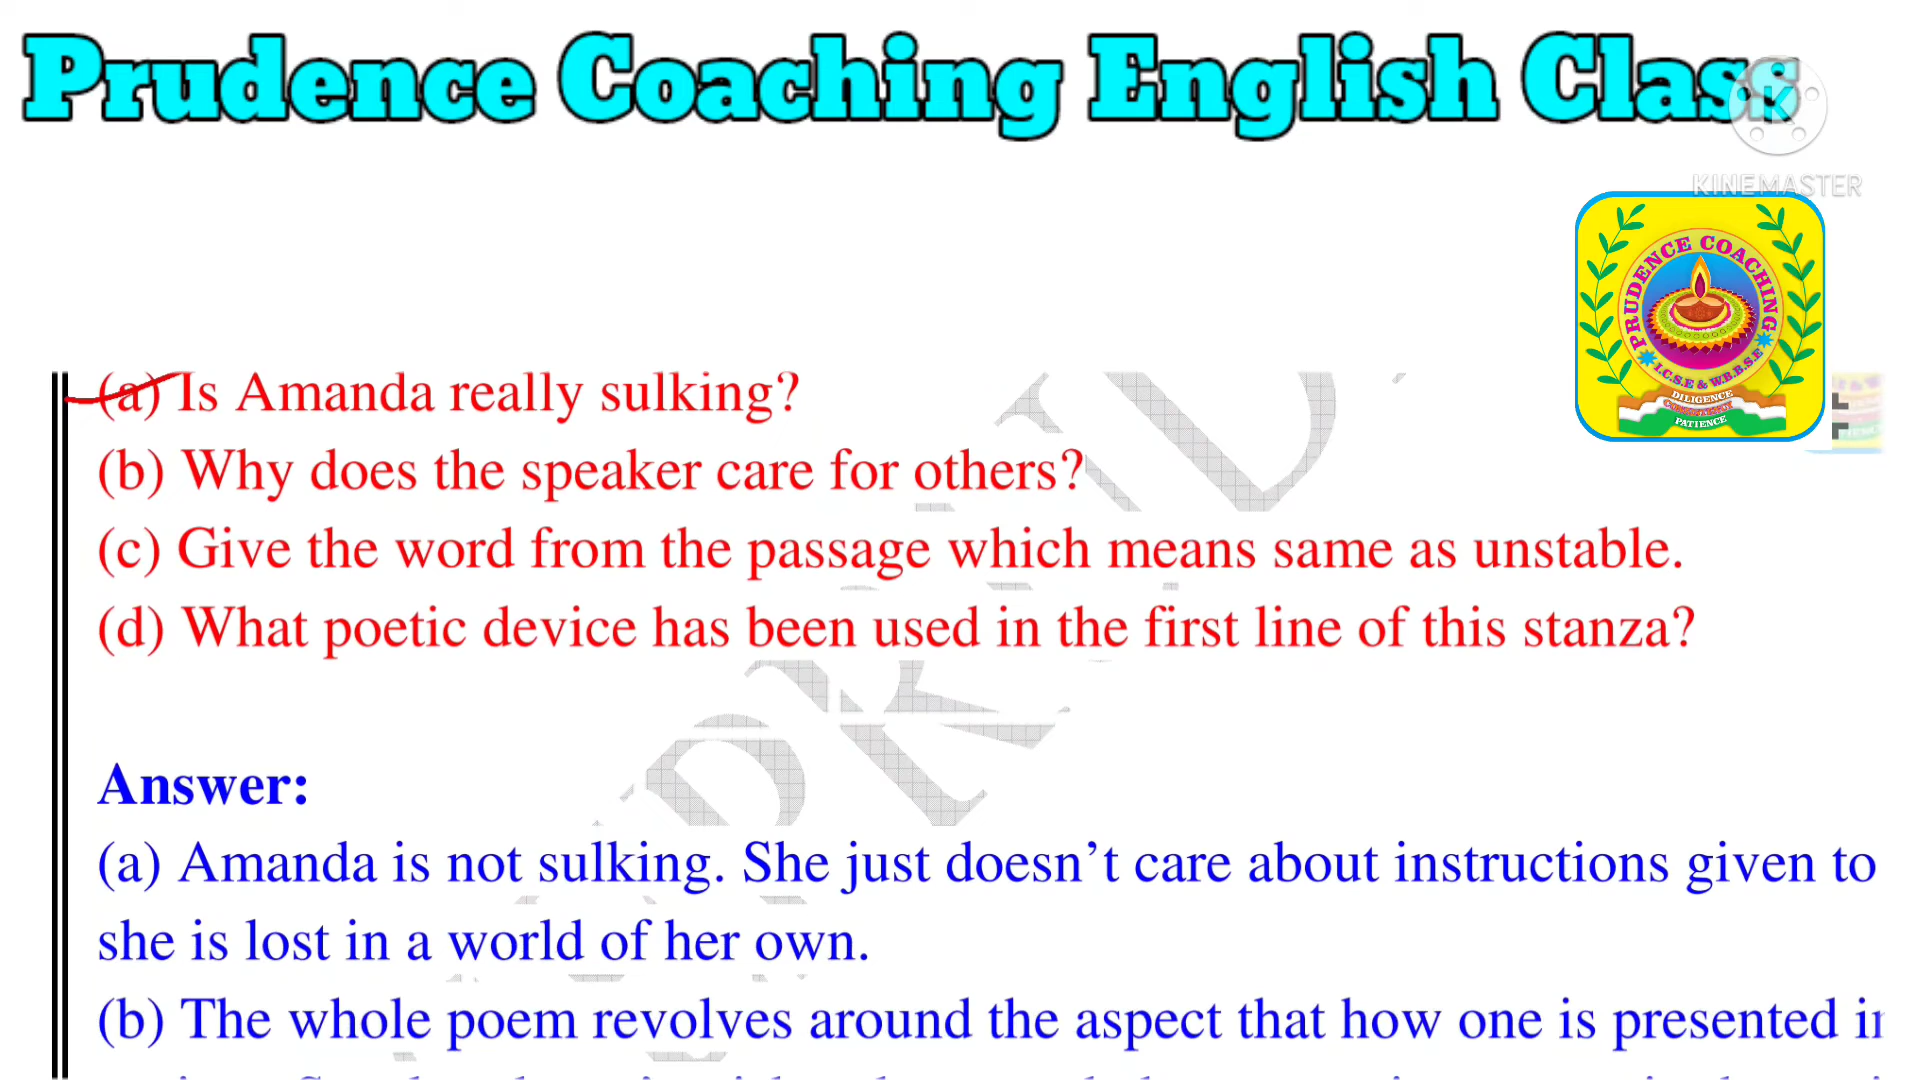 Prudence Coaching English Class
KINEMASTER
PRUDENCE COACHING
I.C.S.E & W.B.B.S.E
DILIGENCE
PATIENCE
(a) Is Amanda really sulking?
(b) Why does the speaker care for others?
(c) Give the word from the passage which means same as unstable.
(d) What poetic device has been used in the first line of this stanza?
Answer:
(a) Amanda is not sulking. She just doesn’t care about instructions given to
she is lost in a world of her own.
(b) The whole poem revolves around the aspect that how one is presented in